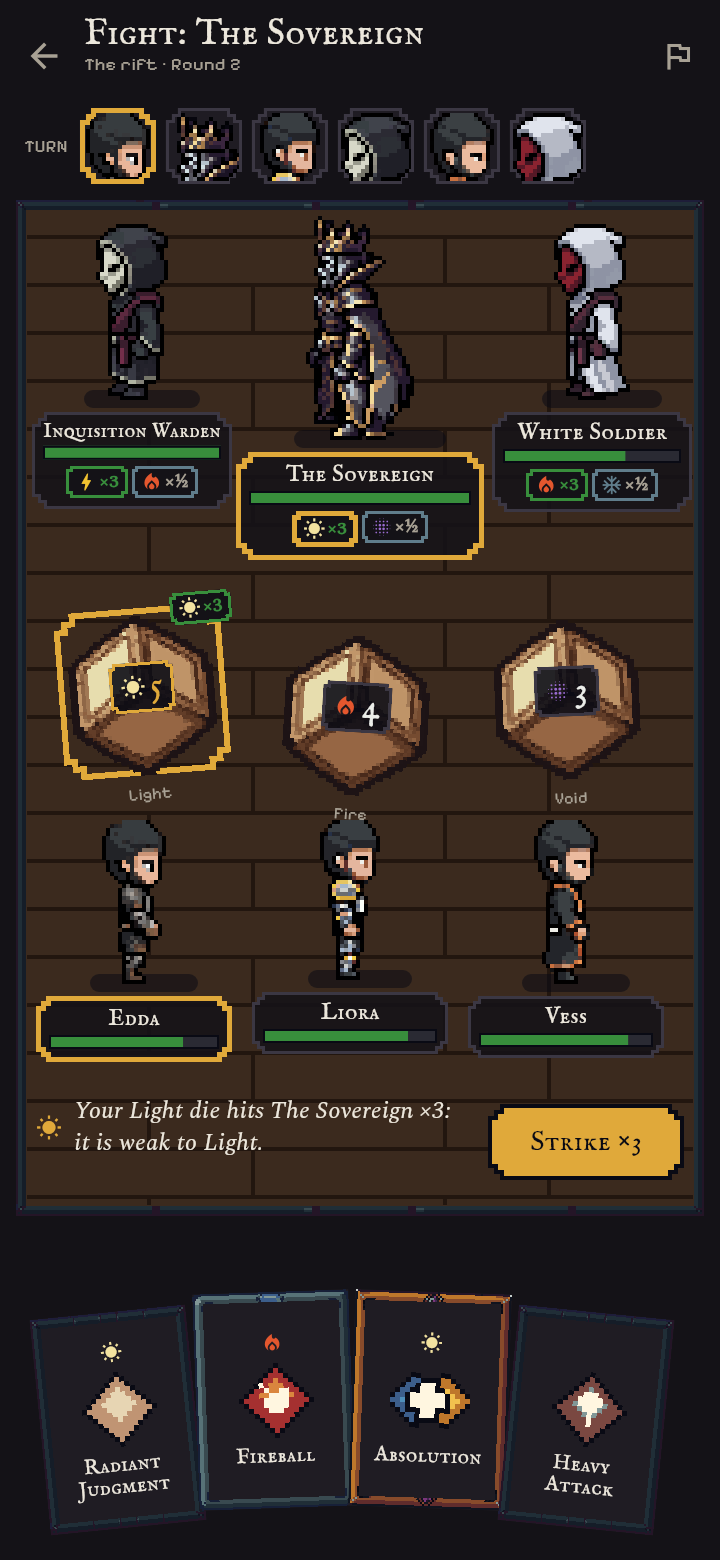 Fight: The Sovereign
The rift · Round 2
TURN
Inquisition Warden
×3 ×½
The Sovereign
×3 ×½
White Soldier
×3 ×½
×3
5
4
3
Light
Fire
Void
Edda
Liora
Vess
Your Light die hits The Sovereign ×3:
it is weak to Light.
Strike ×3
Radiant
Judgment
Fireball
Absolution
Heavy
Attack